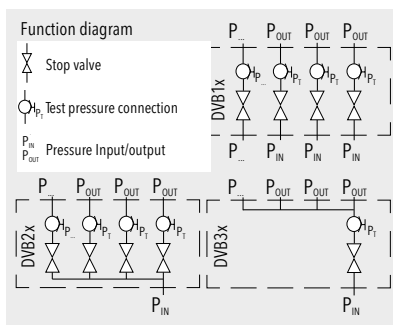 Function diagram
Stop valve
P_T Test pressure connection
P_IN
P_OUT Pressure Input/output
P_... P_OUT P_OUT P_OUT
DVB1x
P_... P_T P_T P_T
P_... P_IN P_IN P_IN
P_... P_OUT P_OUT P_OUT
DVB2x
P_... P_T P_T P_T
P_IN
P_... P_OUT P_OUT P_OUT
DVB3x
P_T
P_IN